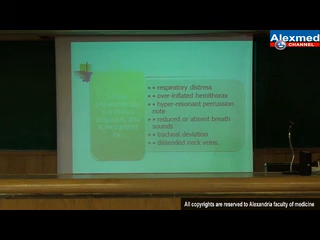 Alexmed
CHANNEL
• • respiratory distress
• • over-inflated hemithorax
• • hyper-resonant percussion
note
• • reduced or absent breath
sounds
• • tracheal deviation
• • distended neck veins.
All copyrights are reserved to Alexandria faculty of medicine